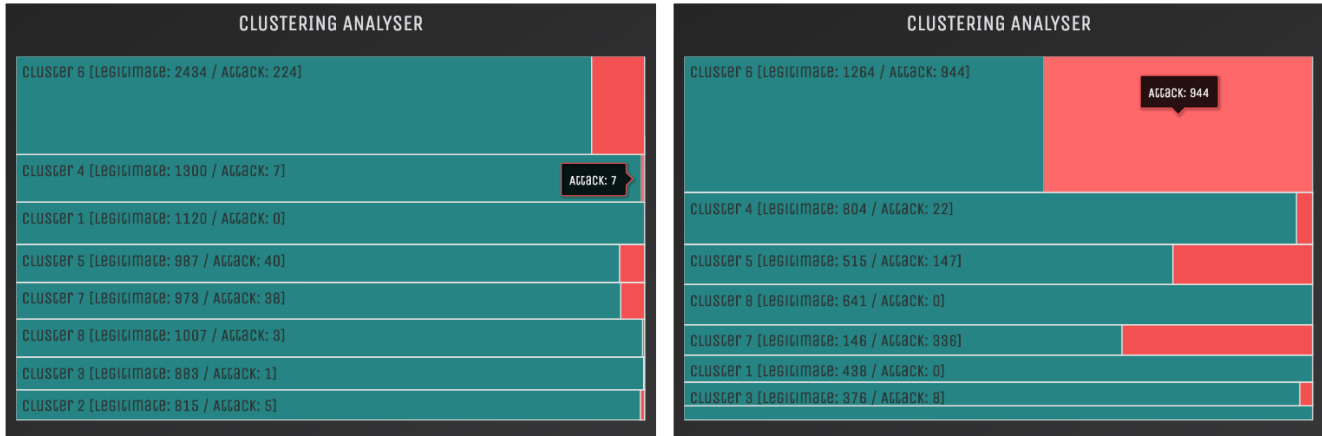 CLUSTERING ANALYSER
Cluster 6 [Legitimate: 2434 / Attack: 224]
Cluster 4 [Legitimate: 1300 / Attack: 7]
Attack: 7
Cluster 1 [Legitimate: 1120 / Attack: 0]
Cluster 5 [Legitimate: 987 / Attack: 40]
Cluster 7 [Legitimate: 973 / Attack: 38]
Cluster 8 [Legitimate: 1007 / Attack: 3]
Cluster 3 [Legitimate: 883 / Attack: 1]
Cluster 2 [Legitimate: 815 / Attack: 5]
CLUSTERING ANALYSER
Cluster 6 [Legitimate: 1264 / Attack: 944]
Attack: 944
Cluster 4 [Legitimate: 804 / Attack: 22]
Cluster 5 [Legitimate: 515 / Attack: 147]
Cluster 8 [Legitimate: 641 / Attack: 0]
Cluster 7 [Legitimate: 146 / Attack: 336]
Cluster 1 [Legitimate: 438 / Attack: 0]
Cluster 3 [Legitimate: 376 / Attack: 8]